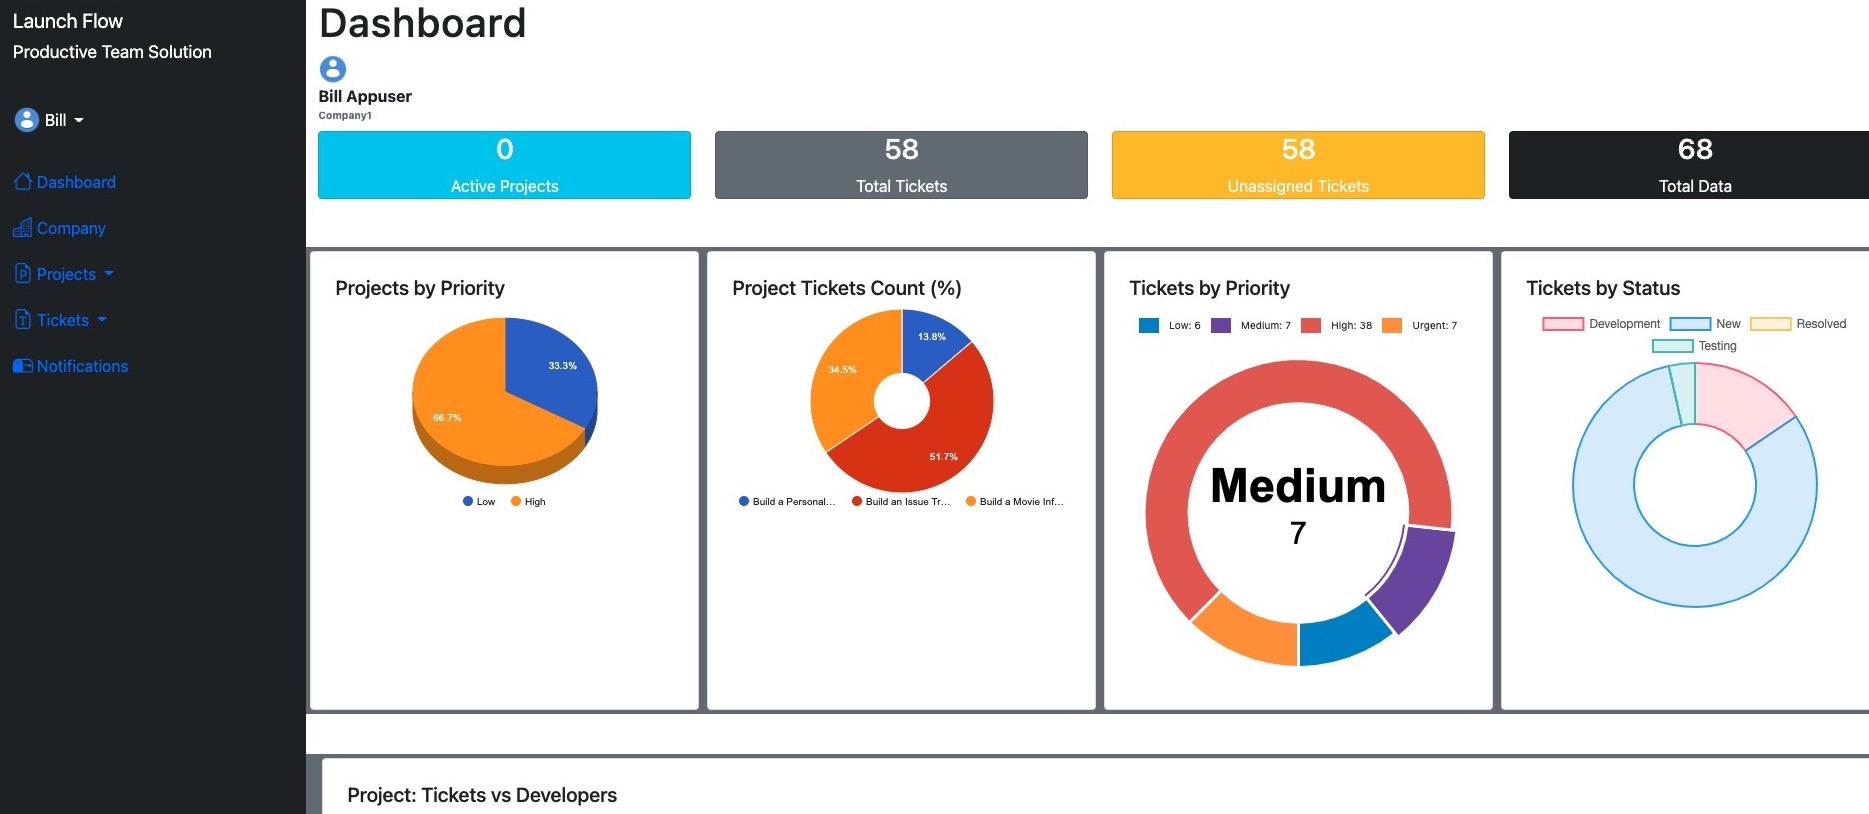 Launch Flow
Productive Team Solution
Bill
Dashboard
Company
Projects
Tickets
Notifications
Dashboard
Bill Appuser
Company1
0
Active Projects
58
Total Tickets
58
Unassigned Tickets
68
Total Data
Projects by Priority
33.3%
66.7%
Low High
Project Tickets Count (%)
13.8%
34.5%
51.7%
Build a Personal... Build an Issue Tr... Build a Movie Inf...
Tickets by Priority
Low: 6 Medium: 7 High: 38 Urgent: 7
Medium
7
Tickets by Status
Development New Resolved
Testing
Project: Tickets vs Developers